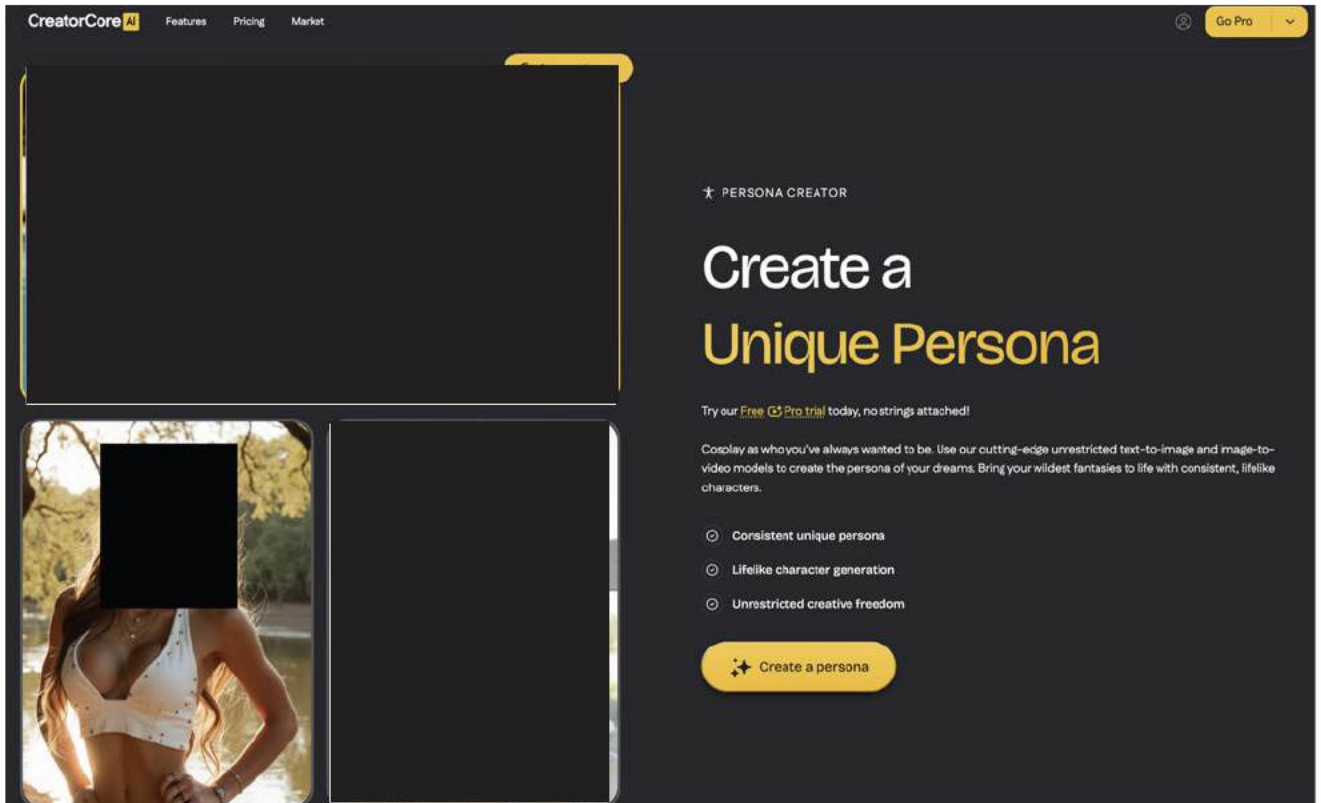 CreatorCore AI
Features
Pricing
Market
Go Pro
PERSONA CREATOR
Create a
Unique Persona
Try our Free Pro trial today, no strings attached!
Cosplay as who you've always wanted to be. Use our cutting-edge unrestricted text-to-image and image-to-
video models to create the persona of your dreams. Bring your wildest fantasies to life with consistent, lifelike
characters.
Consistent unique persona
Lifelike character generation
Unrestricted creative freedom
Create a persona